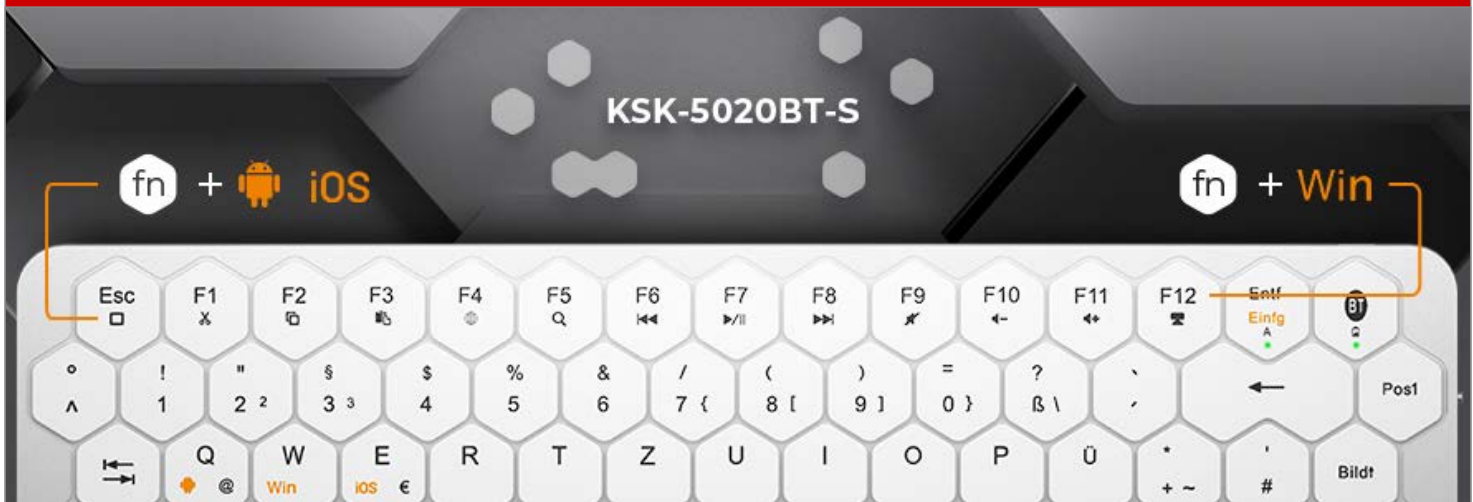 KSK-5020BT-S
fn + iOS
fn + Win
Esc F1 F2 F3 F4 F5 F6 F7 F8 F9 F10 F11 F12 Entf BT
Einfg
A
° ! " § $ % & / ( ) = ? `
^ 1 2 ² 3 ³ 4 5 6 7 { 8 [ 9 ] 0 } ß \ ´ Pos1
Q W E R T Z U I O P Ü * '
@ Win iOS € + ~ # Bild↑